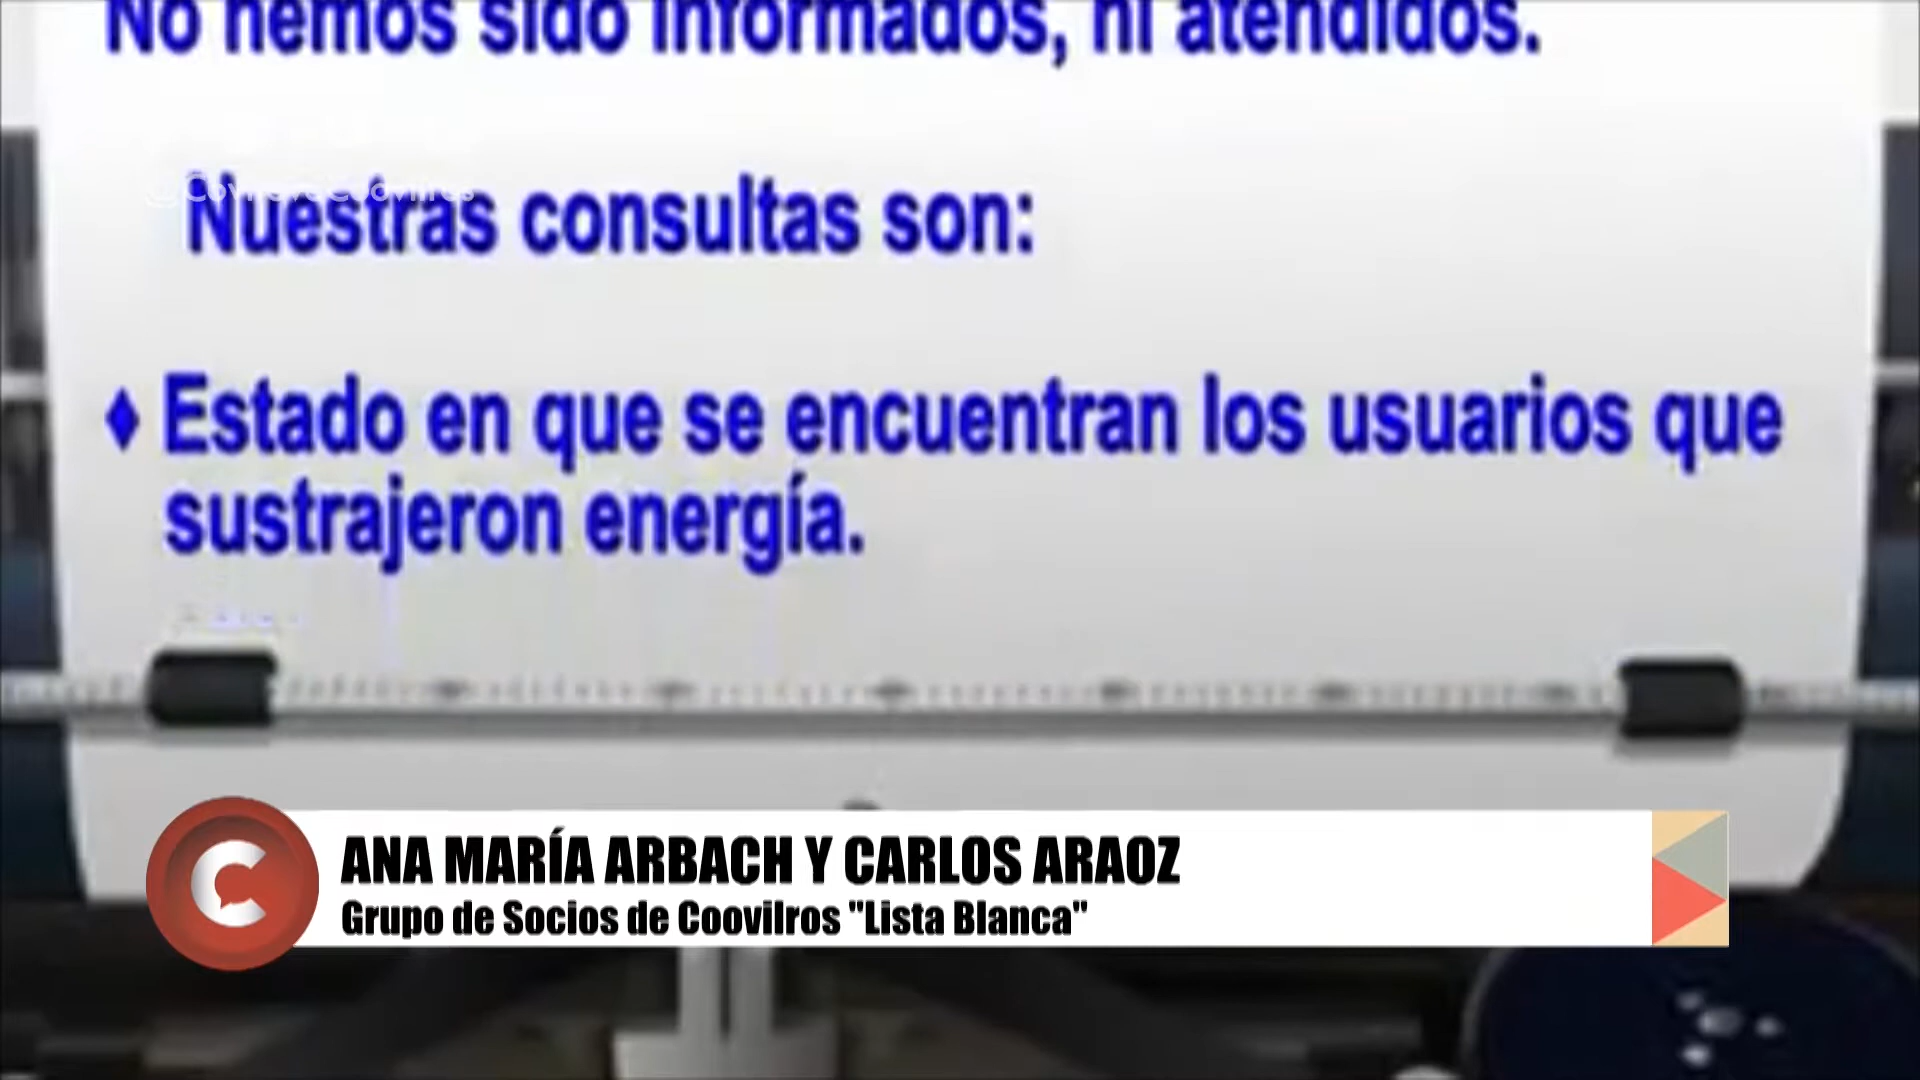 No hemos sido informados, ni atendidos.
Nuestras consultas son:
♦ Estado en que se encuentran los usuarios que
sustrajeron energía.
ANA MARÍA ARBACH Y CARLOS ARAOZ
Grupo de Socios de Coovilros "Lista Blanca"